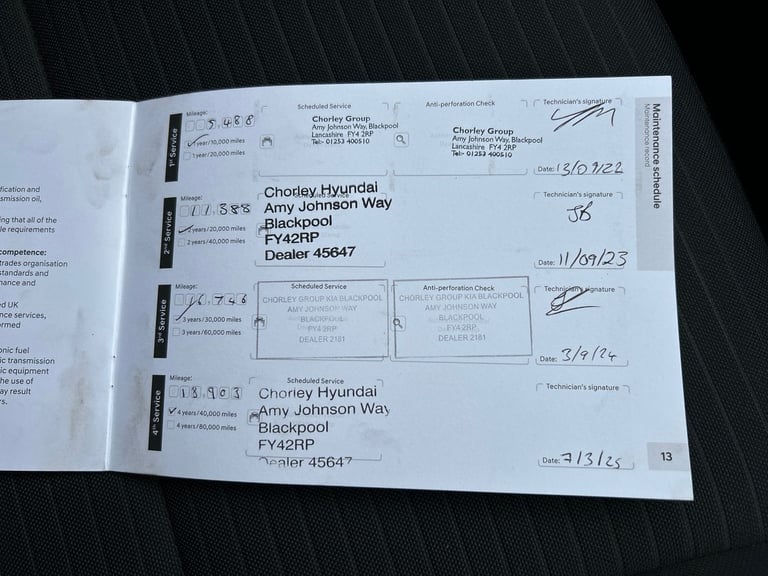 fication and
smission oil,
ng that all of the
le requirements
competence:
trades organisation
standards and
nance and
ed UK
nce services,
ormed
onic fuel
ic transmission
ic equipment
he use of
ay result
s.
Maintenance schedule
Maintenance record
1st Service
Mileage:
5,488
1 year/10,000 miles
1 year/20,000 miles
Scheduled Service
Chorley Group
Amy Johnson Way, Blackpool
Lancashire FY4 2RP
Tel:- 01253 400510
Anti-perforation Check
Chorley Group
Amy Johnson Way, Blackpool
Lancashire FY4 2RP
Tel:- 01253 400510
Technician's signature
Date: 13/09/22
2nd Service
Mileage:
11,888
2 years/20,000 miles
2 years/40,000 miles
Scheduled Service
Chorley Hyundai
Amy Johnson Way
Blackpool
FY42RP
Dealer 45647
Technician's signature
JB
Date: 11/09/23
3rd Service
Mileage:
16,746
3 years/30,000 miles
3 years/60,000 miles
Scheduled Service
CHORLEY GROUP KIA BLACKPOOL
AMY JOHNSON WAY
BLACKPOOL
FY4 2RP
DEALER 2181
Anti-perforation Check
CHORLEY GROUP KIA BLACKPOOL
AMY JOHNSON WAY
BLACKPOOL
FY4 2RP
DEALER 2181
Technician's signature
Date: 3/9/24
4th Service
Mileage:
18,903
4 years/40,000 miles
4 years/80,000 miles
Scheduled Service
Chorley Hyundai
Amy Johnson Way
Blackpool
FY42RP
Dealer 45647
Technician's signature
Date: 7/3/25
13